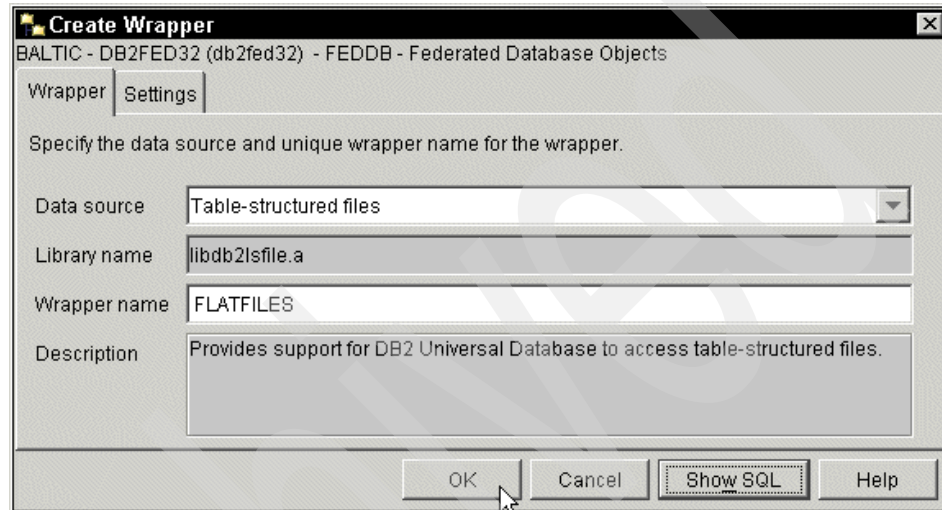 Create Wrapper
BALTIC - DB2FED32 (db2fed32) - FEDDB - Federated Database Objects
Wrapper Settings
Specify the data source and unique wrapper name for the wrapper.
Data source Table-structured files
Library name libdb2lsfile.a
Wrapper name FLATFILES
Description Provides support for DB2 Universal Database to access table-structured files.
OK Cancel Show SQL Help